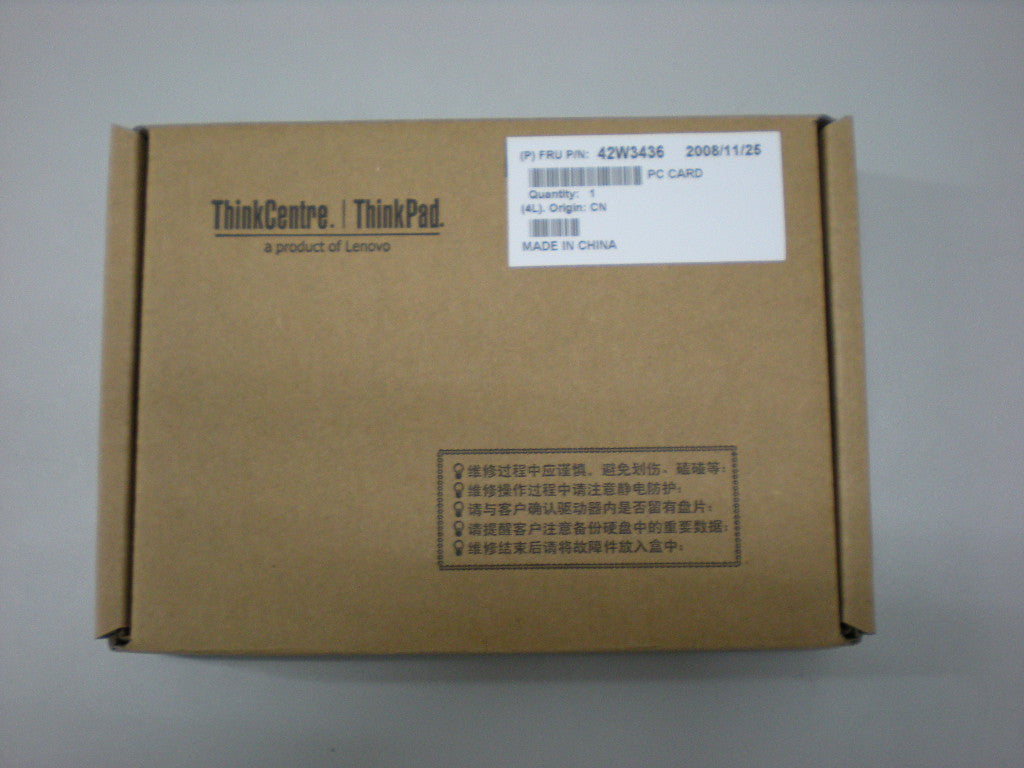 ThinkCentre. | ThinkPad.
a product of Lenovo
(P) FRU P/N: 42W3436 2008/11/25
PC CARD
Quantity: 1
(4L). Origin: CN
MADE IN CHINA
维修过程中应谨慎，避免划伤、磕碰等；
维修操作过程中请注意静电防护；
请与客户确认驱动器内是否留有盘片；
请提醒客户注意备份硬盘中的重要数据；
维修结束后请将故障件放入盒中；